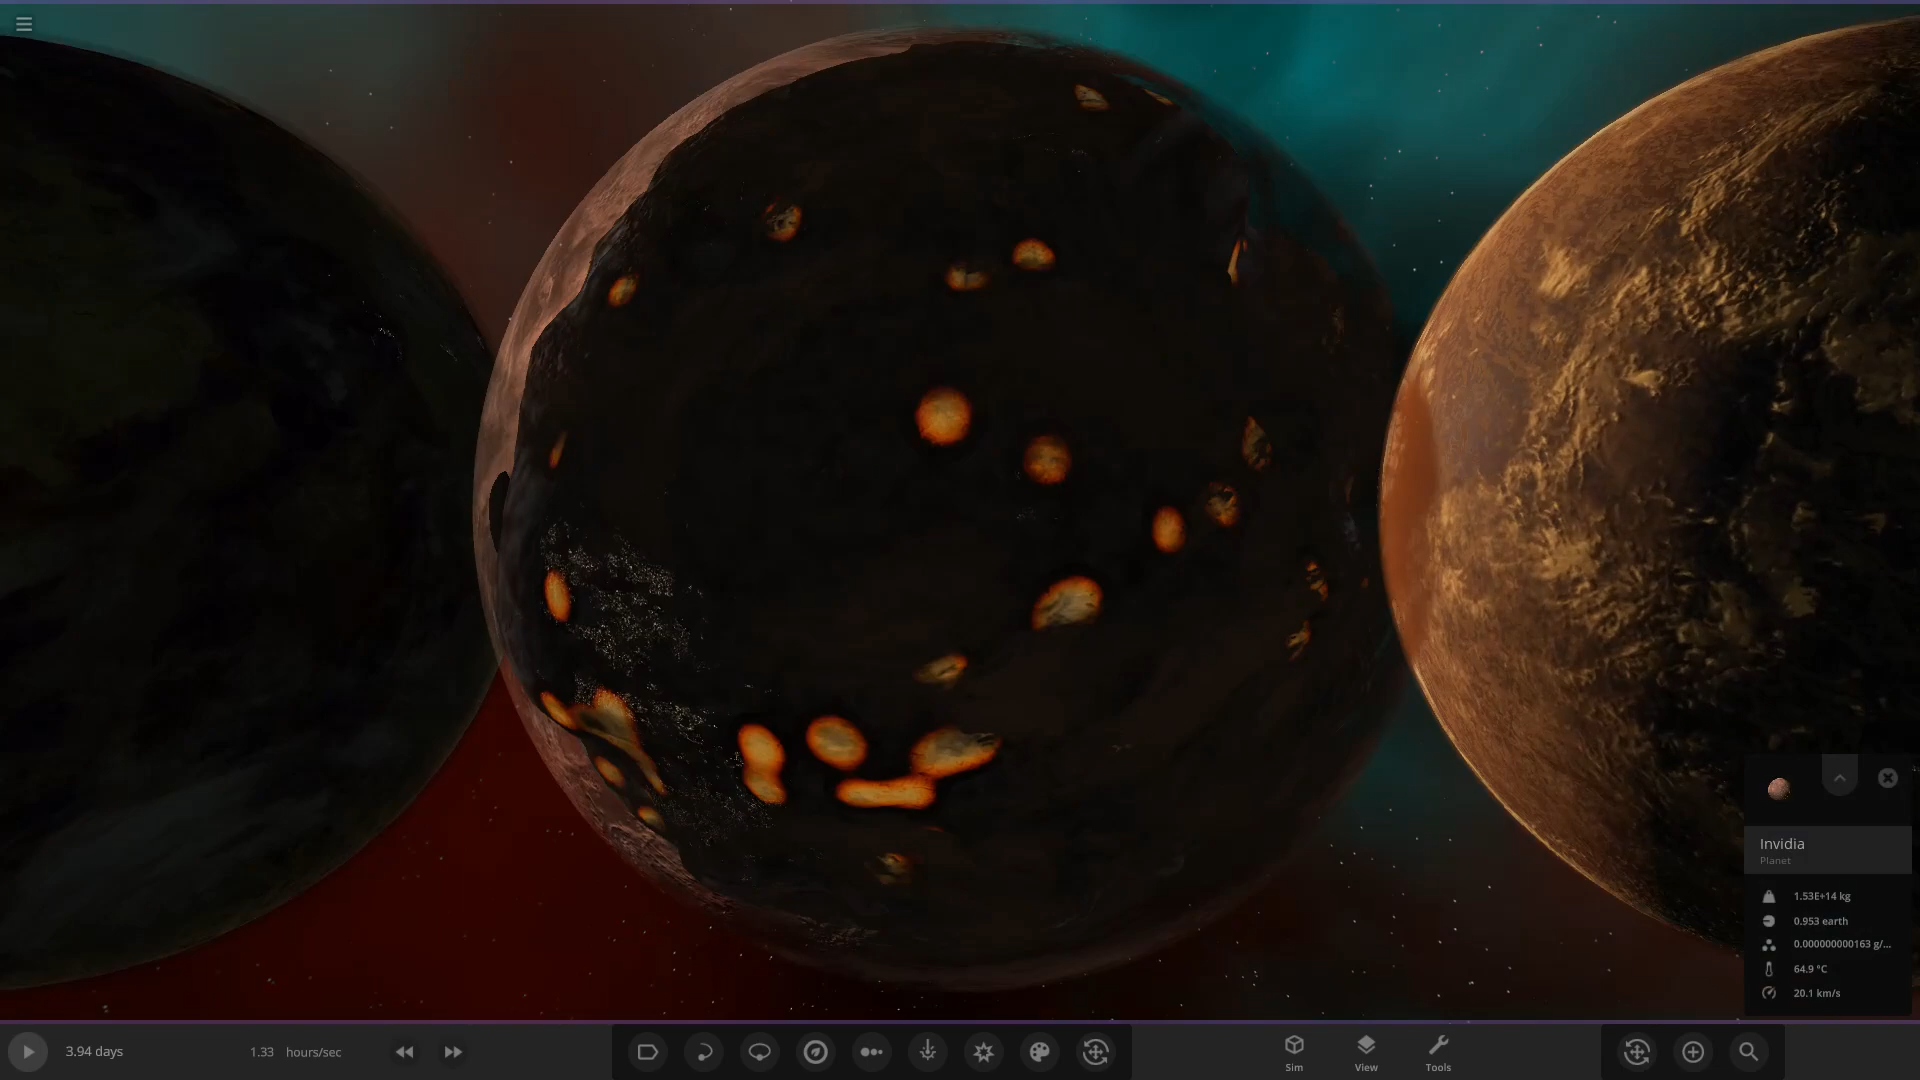 Invidia
Planet
1.53E+14 kg
0.953 earth
0.000000000163 g/...
64.9 °C
20.1 km/s
3.94 days
1.33 hours/sec
Sim
View
Tools